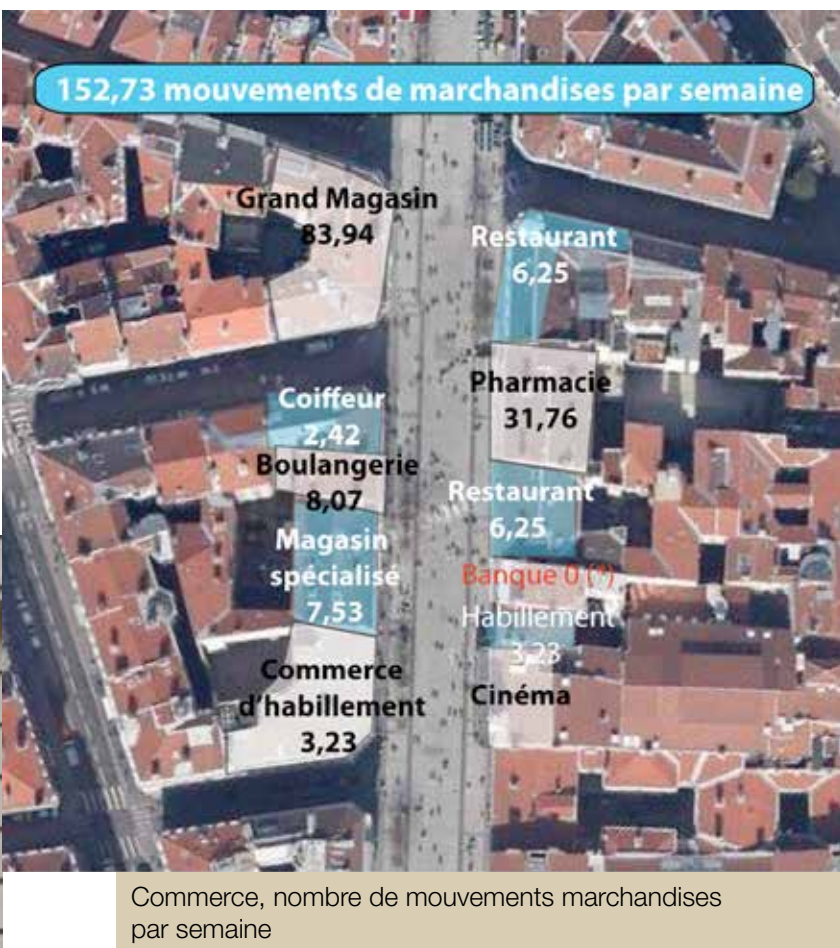 152,73 mouvements de marchandises par semaine
Grand Magasin
83,94
Restaurant
6,25
Coiffeur
2,42
Pharmacie
31,76
Boulangerie
8,07
Restaurant
6,25
Magasin
spécialisé
7,53
Banque 0 (*)
Habillement
3,23
Commerce
d'habillement
3,23
Cinéma
Commerce, nombre de mouvements marchandises
par semaine